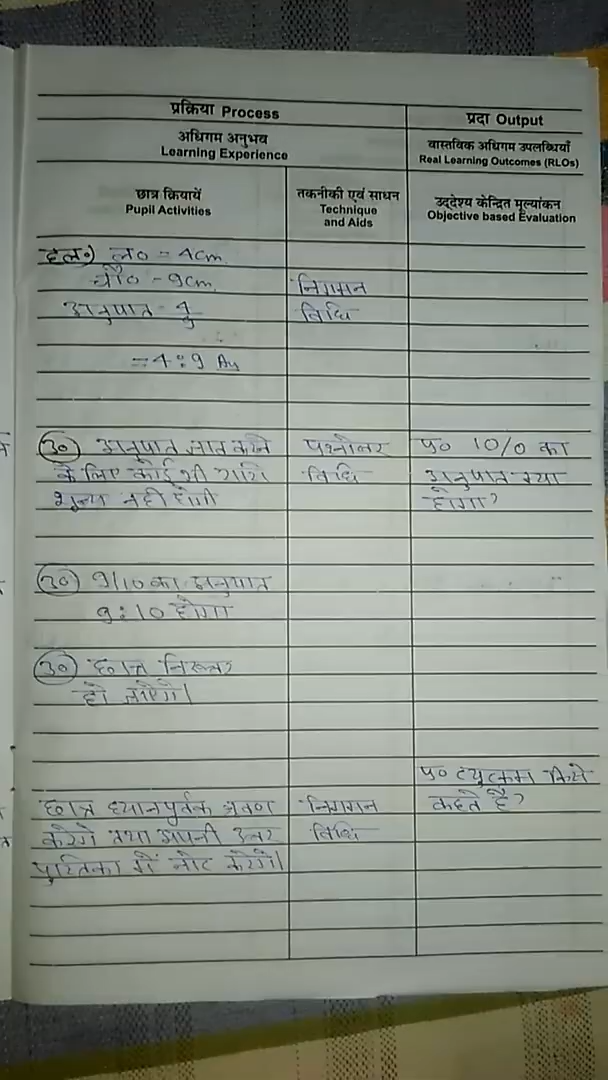 प्रक्रिया Process
प्रदा Output
अधिगम अनुभव
Learning Experience
वास्तविक अधिगम उपलब्धियाँ
Real Learning Outcomes (RLOs)
छात्र क्रियायें
Pupil Activities
तकनीकी एवं साधन
Technique
and Aids
उद्देश्य केन्द्रित मूल्यांकन
Objective based Evaluation
हल०) ल० = 4cm.
चौ० - 9cm.
निगमन
अनुपात - 4/9
विधि
= 4:9
उ० अनुपात ज्ञात करने
के लिए कोई भी राशि
शून्य नही होगी
प्रश्नोत्तर
विधि
प्र० 10/0 का
अनुपात क्या
होगा?
उ० 9/10 का अनुपात
9:10 होगा
उ० छात्र निरुत्तर
हो जाऐंगे।
प्र० व्युत्क्रम किसे
कहते है?
छात्र ध्यानपूर्वक श्रवण
करेगे तथा अपनी उत्तर
पुस्तिका में नोट करेगे।
निगमन
विधि